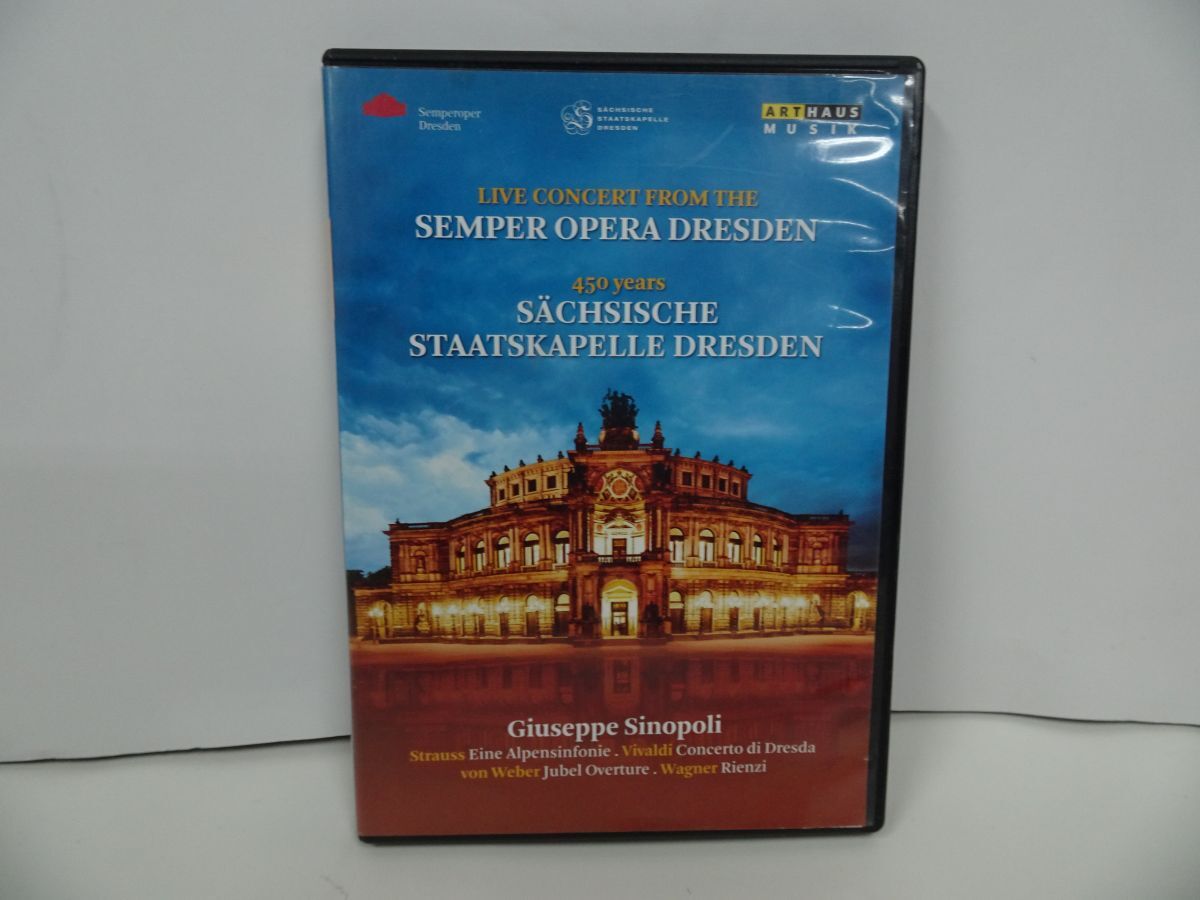 Semperoper
Dresden
SÄCHSISCHE
STAATSKAPELLE
DRESDEN
ARTHAUS
MUSIK
LIVE CONCERT FROM THE
SEMPER OPERA DRESDEN
450 years
SÄCHSISCHE
STAATSKAPELLE DRESDEN
Giuseppe Sinopoli
Strauss Eine Alpensinfonie . Vivaldi Concerto di Dresda
von Weber Jubel Overture . Wagner Rienzi